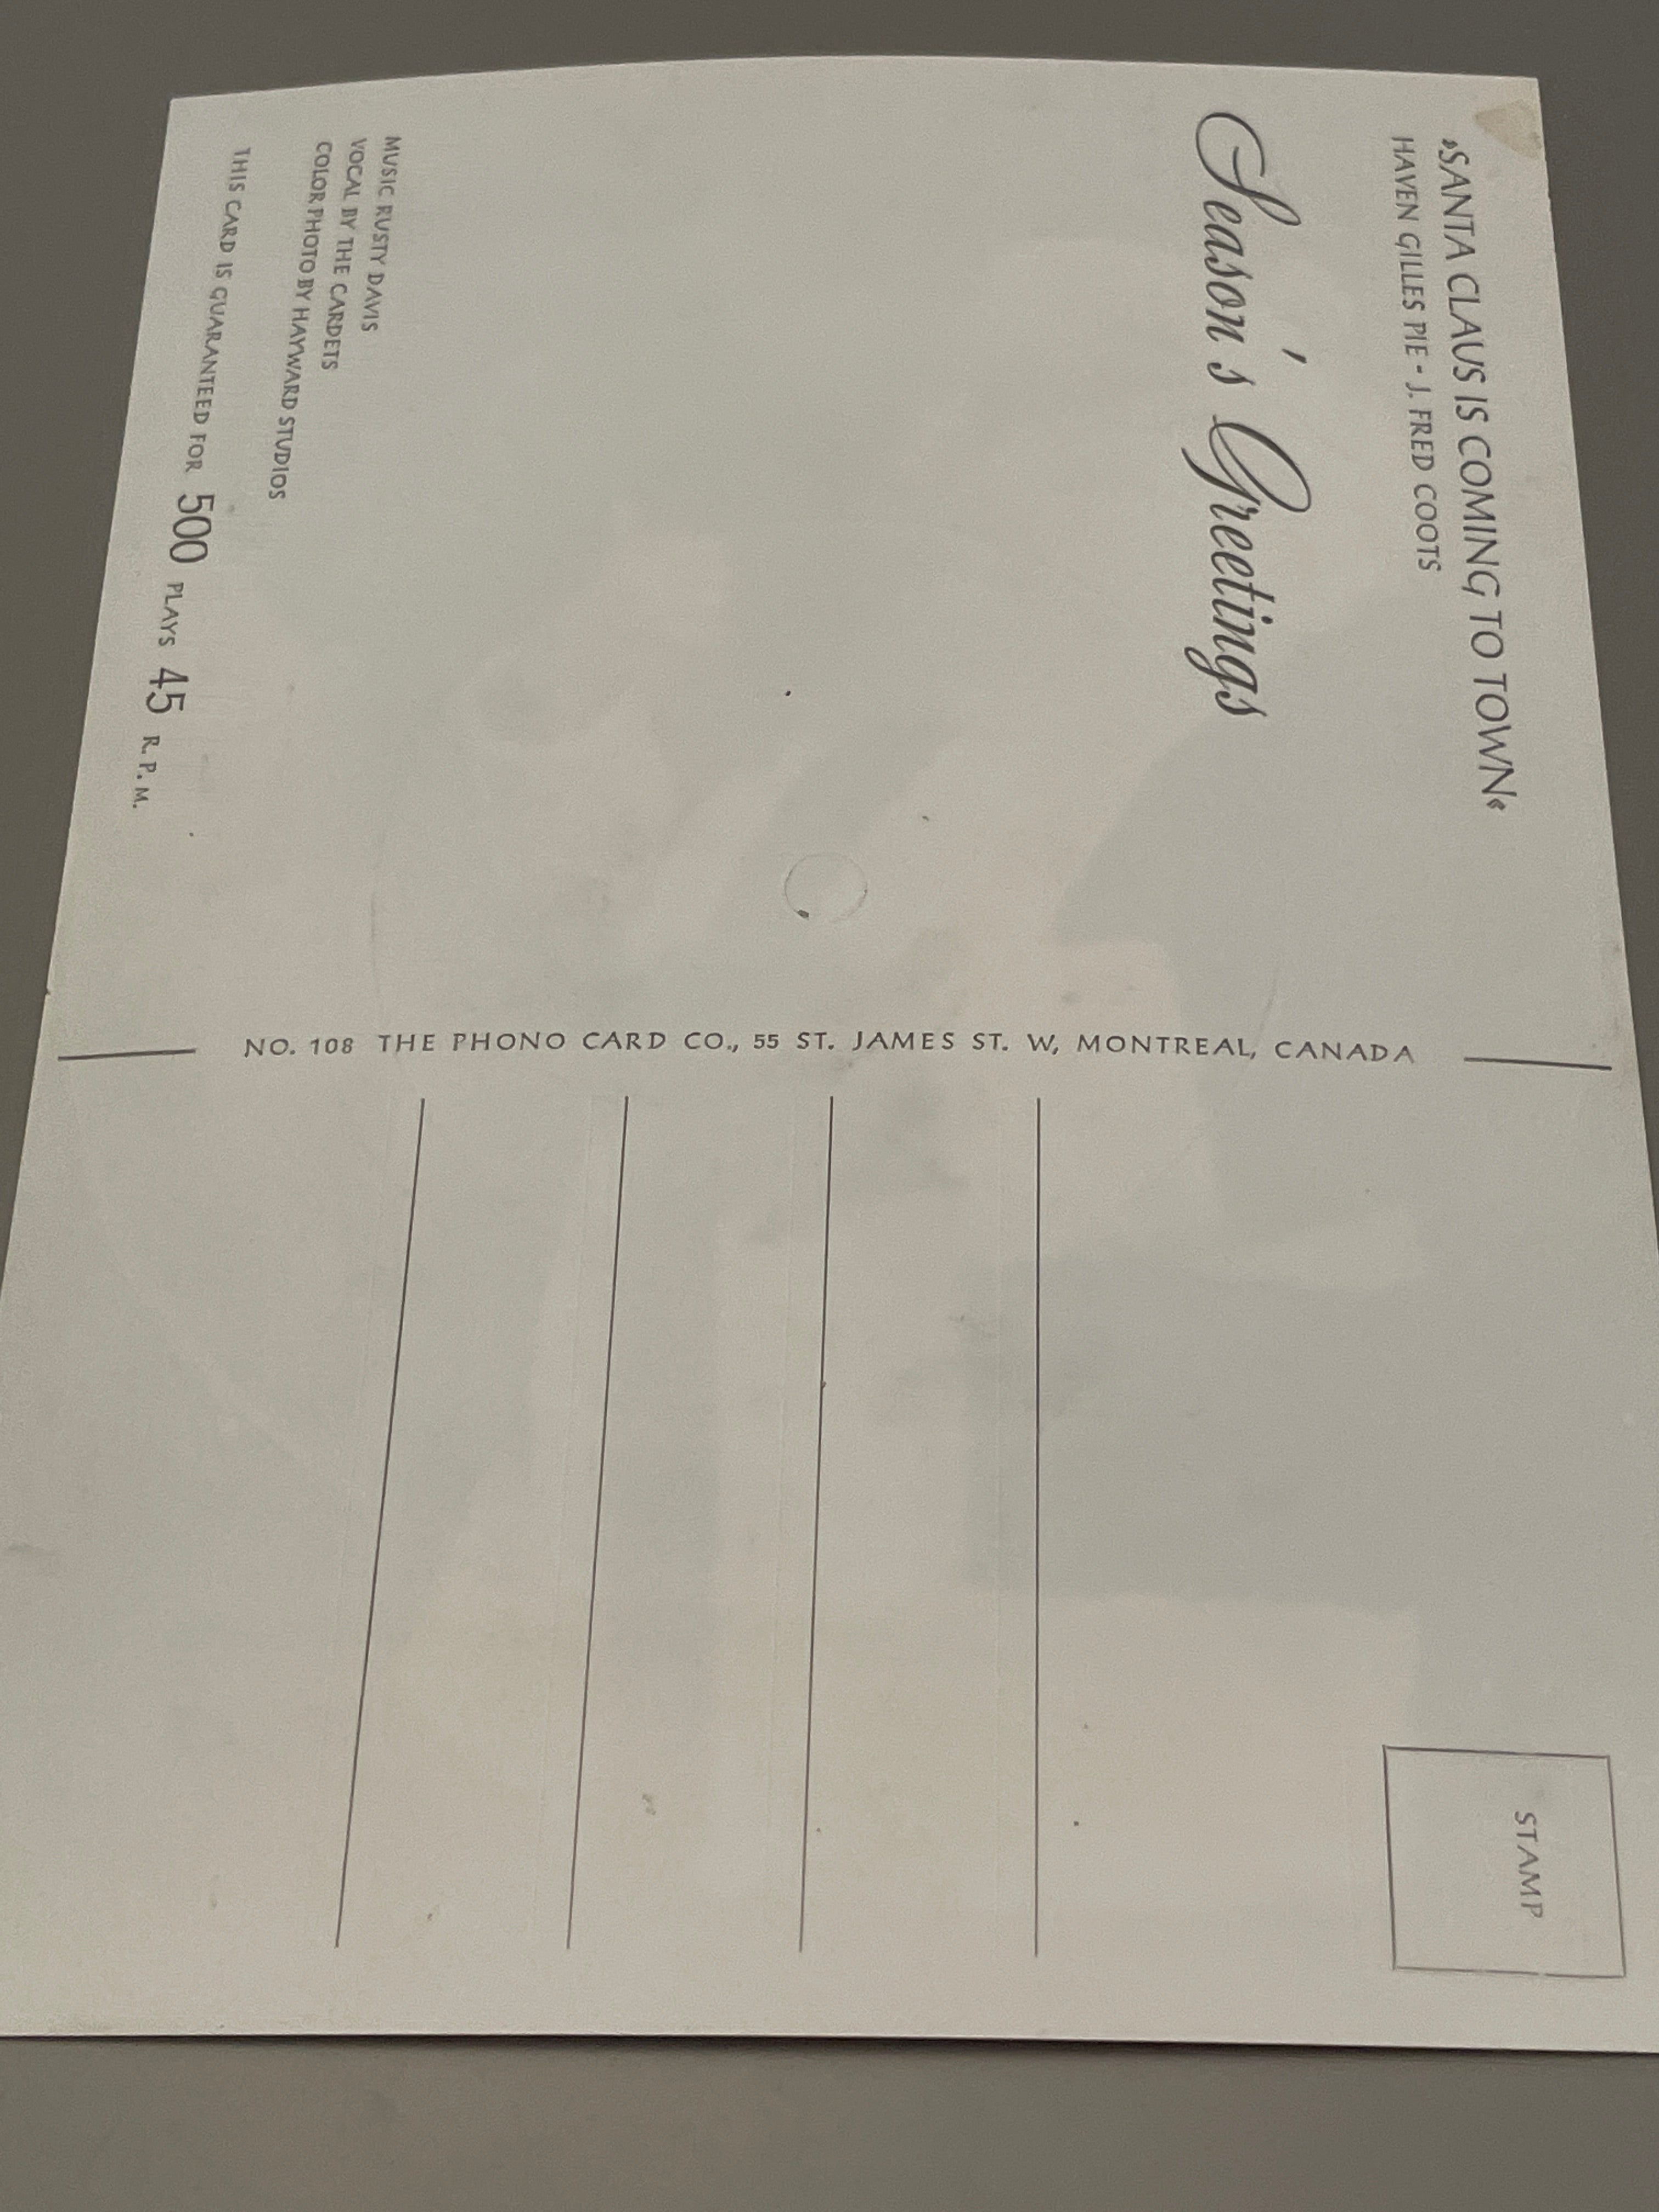 »SANTA CLAUS IS COMING TO TOWN«
HAVEN GILLES PIE - J. FRED COOTS
Season's Greetings
MUSIC RUSTY DAVIS
VOCAL BY THE CARDETS
COLOR PHOTO BY HAYWARD STUDIOS
THIS CARD IS GUARANTEED FOR 500 PLAYS 45 R. P. M.
NO. 108 THE PHONO CARD CO., 55 ST. JAMES ST. W, MONTREAL, CANADA
STAMP